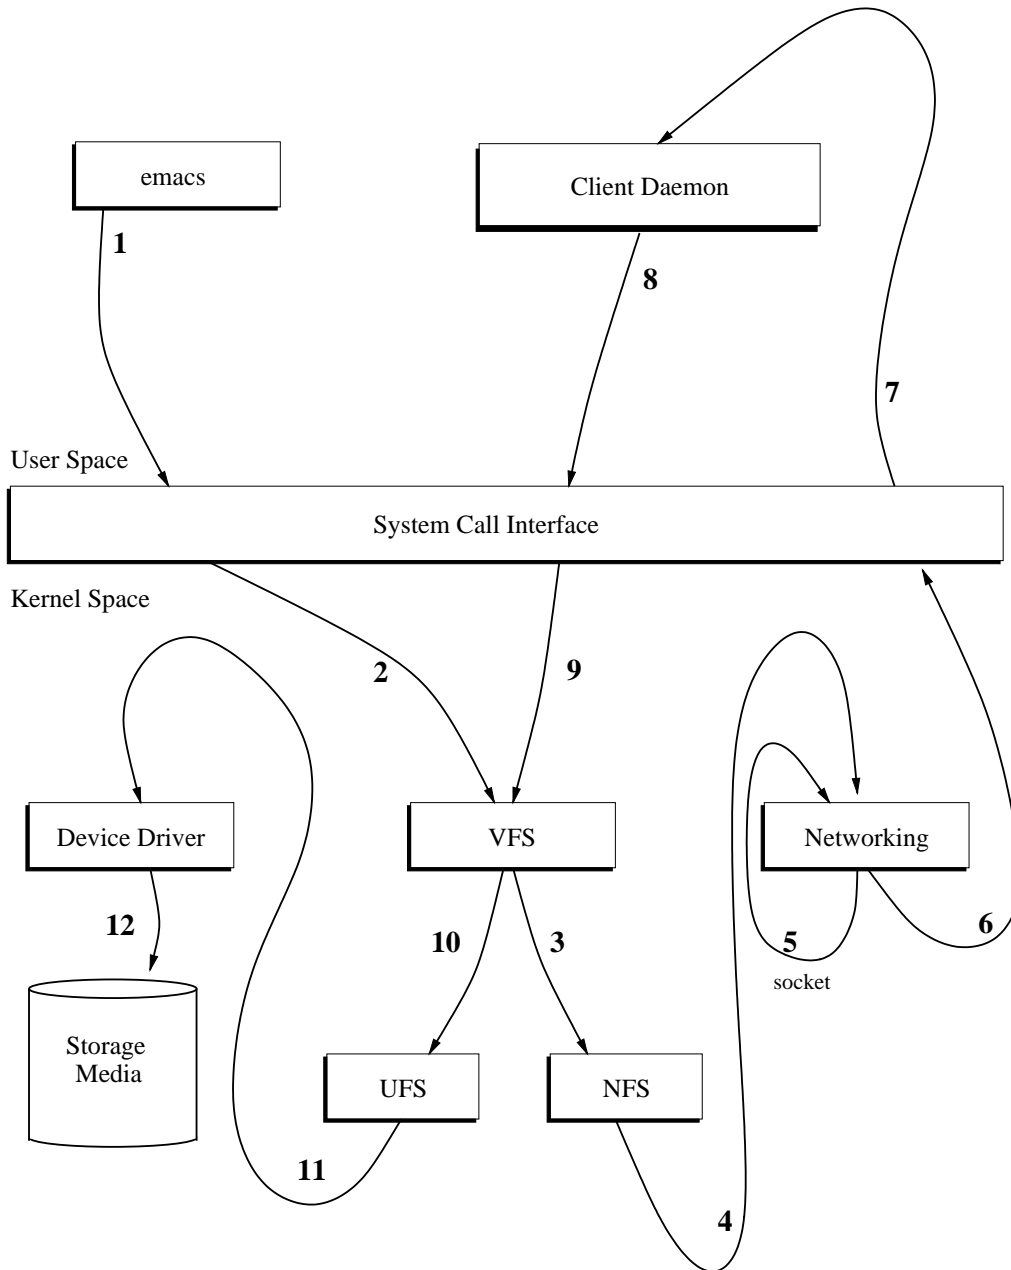 emacs
Client Daemon
1
8
7
User Space
System Call Interface
Kernel Space
2
9
Device Driver
VFS
Networking
12
10
3
5
6
socket
Storage
Media
UFS
NFS
11
4